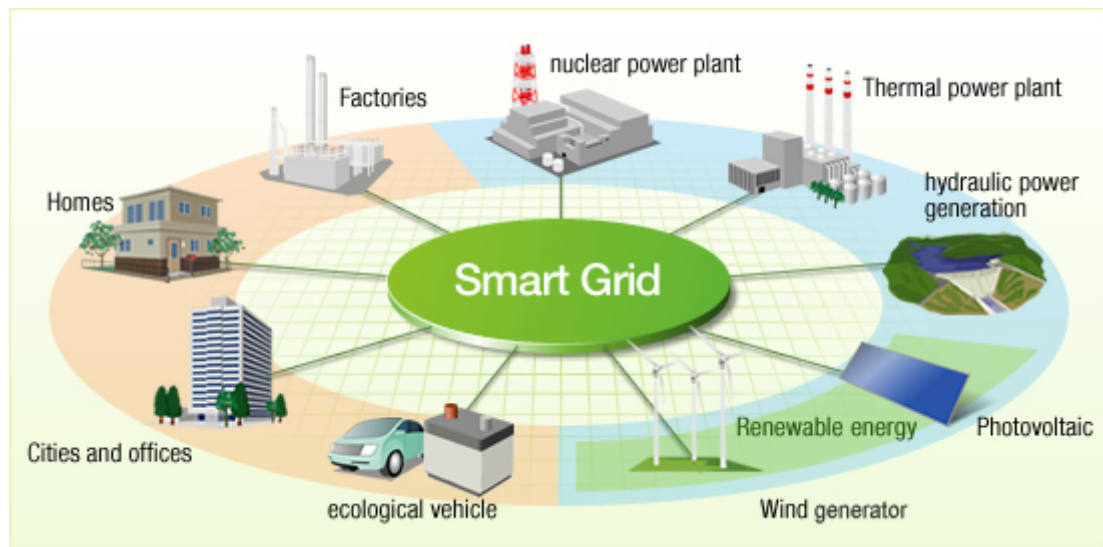 nuclear power plant
Factories
Thermal power plant
Homes
hydraulic power
generation
Smart Grid
Renewable energy
Photovoltaic
Cities and offices
ecological vehicle
Wind generator